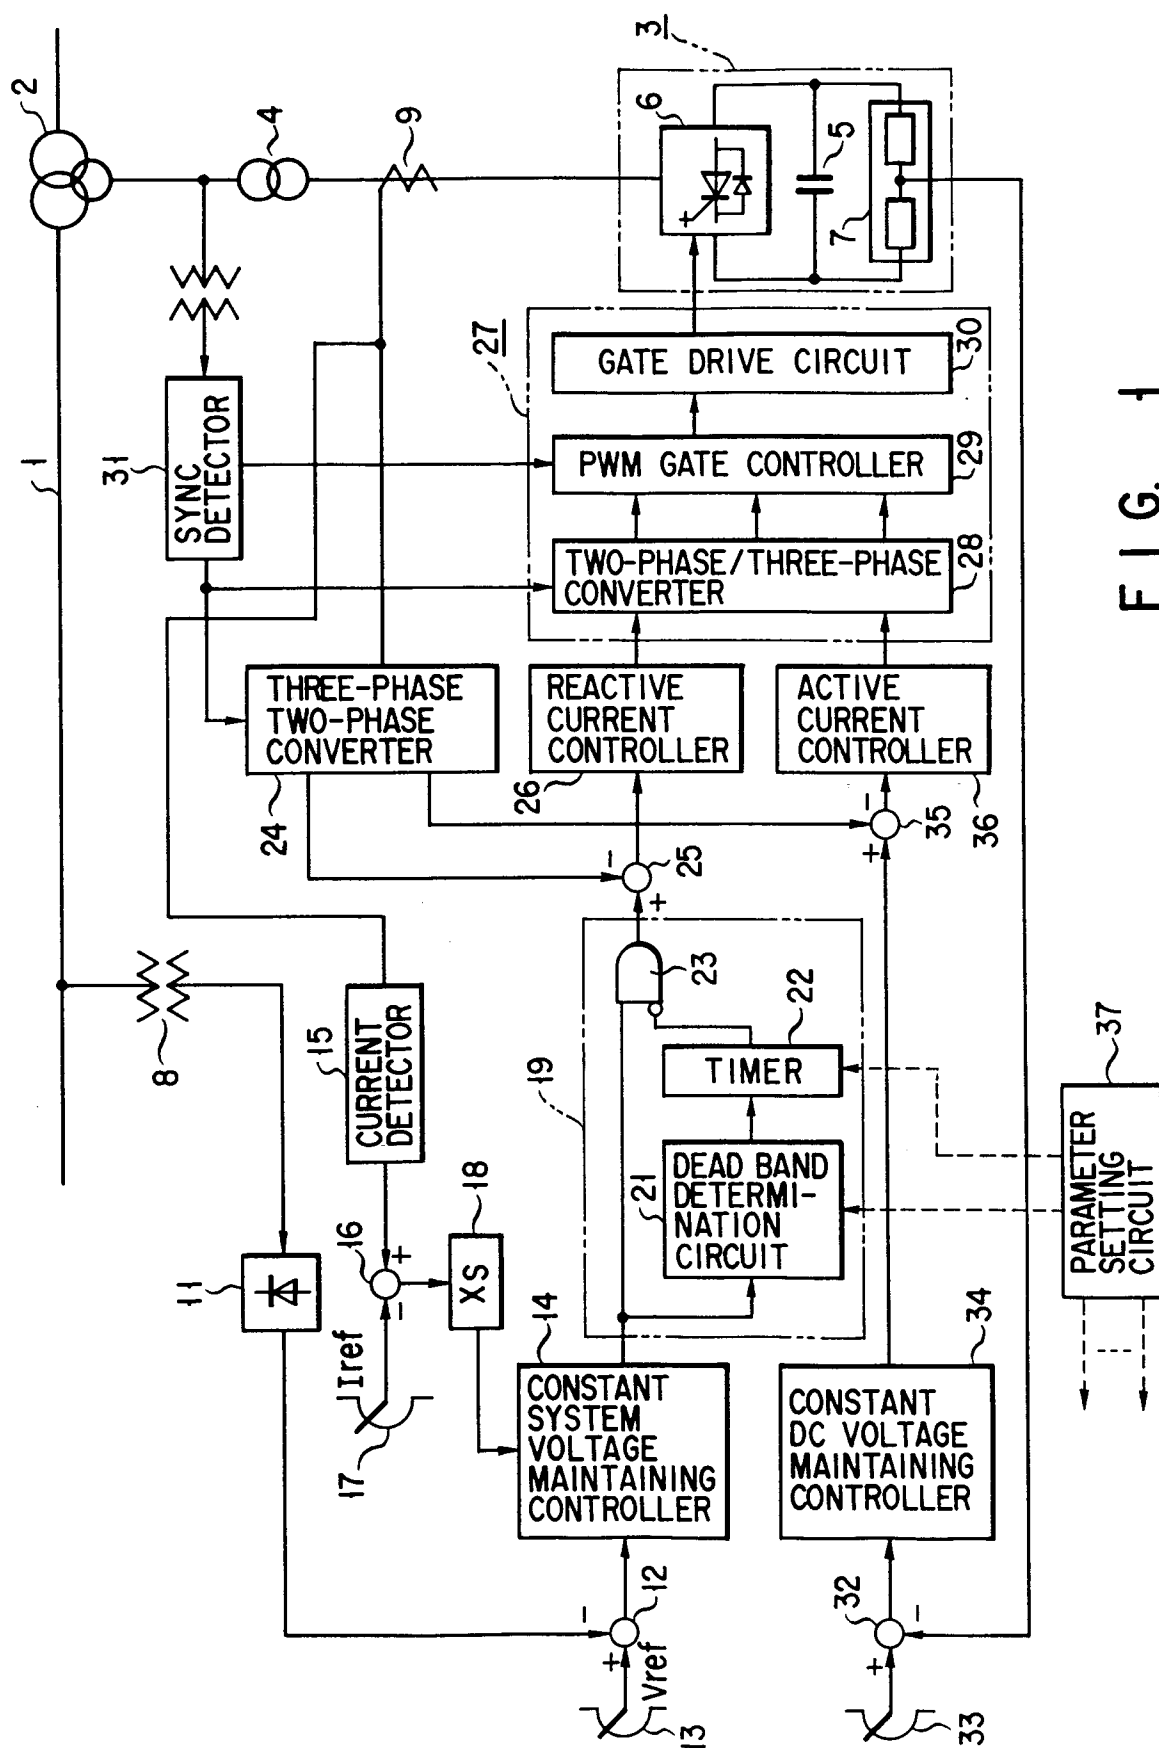 1
2
31
SYNC
DETECTOR
4
9
3
6
5
7
8
15
CURRENT
DETECTOR
THREE-PHASE
TWO-PHASE
CONVERTER
24
27
GATE DRIVE CIRCUIT
30
PWM GATE CONTROLLER
29
TWO-PHASE/THREE-PHASE
CONVERTER
28
REACTIVE
CURRENT
CONTROLLER
26
ACTIVE
CURRENT
CONTROLLER
36
-
35
+
-
25
+
11
Iref
17
16
+
-
18
XS
19
23
22
TIMER
21
DEAD BAND
DETERMI-
NATION
CIRCUIT
14
CONSTANT
SYSTEM
VOLTAGE
MAINTAINING
CONTROLLER
34
CONSTANT
DC VOLTAGE
MAINTAINING
CONTROLLER
37
PARAMETER
SETTING
CIRCUIT
-
12
+
Vref
13
32
-
+
33
FIG. 1